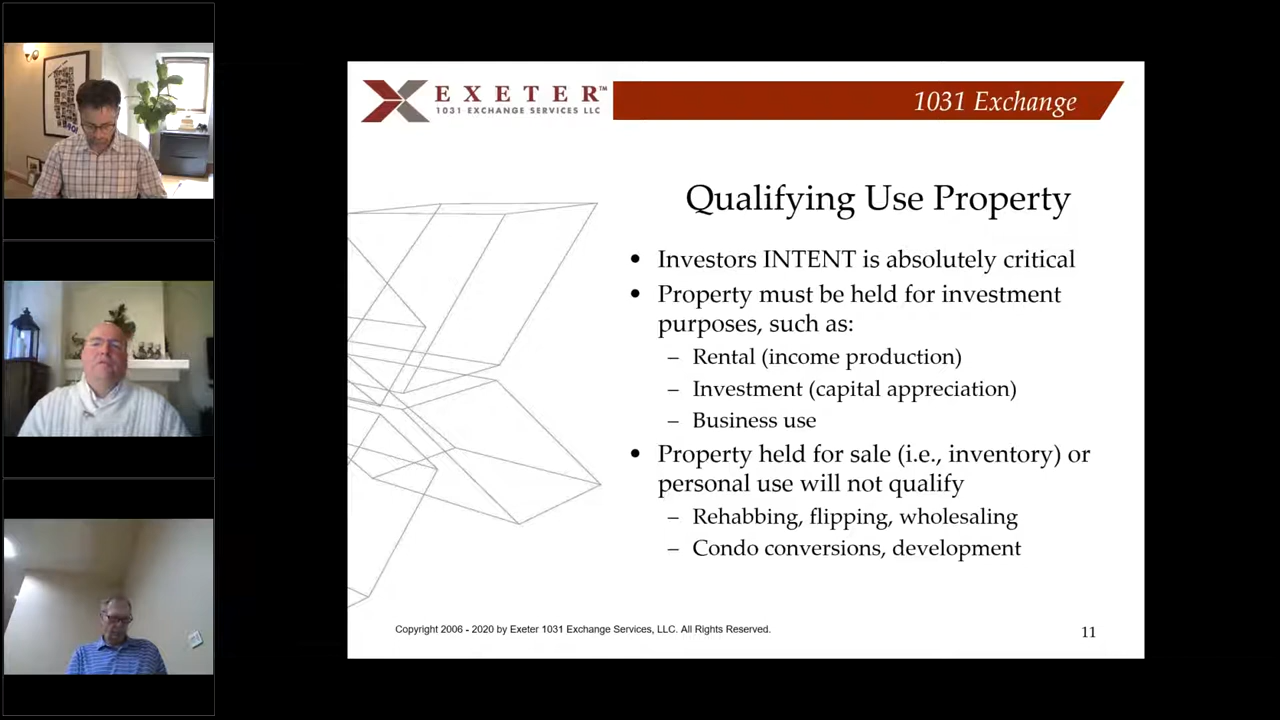 EXETER™
1031 EXCHANGE SERVICES LLC
1031 Exchange
Qualifying Use Property
• Investors INTENT is absolutely critical
• Property must be held for investment
purposes, such as:
– Rental (income production)
– Investment (capital appreciation)
– Business use
• Property held for sale (i.e., inventory) or
personal use will not qualify
– Rehabbing, flipping, wholesaling
– Condo conversions, development
Copyright 2006 - 2020 by Exeter 1031 Exchange Services, LLC. All Rights Reserved.
11